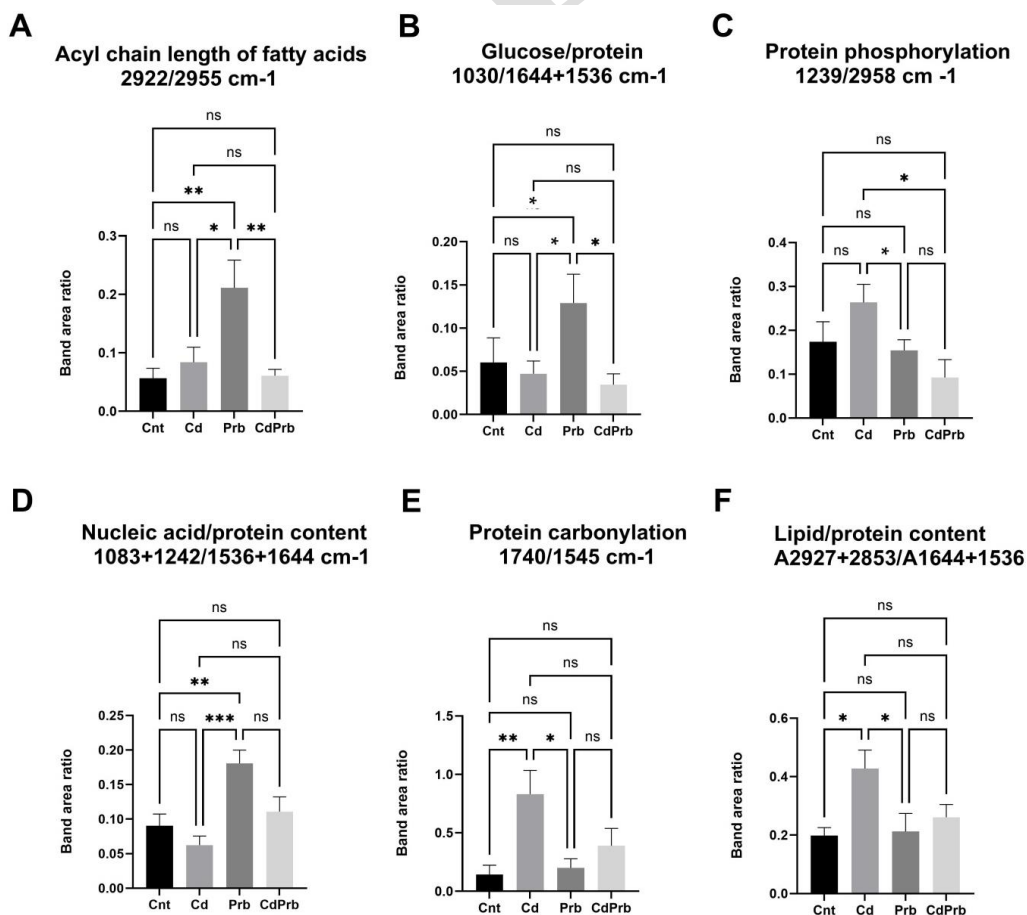 A
Acyl chain length of fatty acids
2922/2955 cm-1
ns
ns
**
ns
*
**
0.3
0.2
0.1
0.0
Band area ratio
Cnt
Cd
Prb
CdPrb
B
Glucose/protein
1030/1644+1536 cm-1
ns
ns
*
ns
*
*
0.20
0.15
0.10
0.05
0.00
Band area ratio
Cnt
Cd
Prb
CdPrb
C
Protein phosphorylation
1239/2958 cm -1
ns
*
ns
ns
*
ns
0.4
0.3
0.2
0.1
0.0
Band area ratio
Cnt
Cd
Prb
CdPrb
D
Nucleic acid/protein content
1083+1242/1536+1644 cm-1
ns
ns
**
ns
***
ns
0.25
0.20
0.15
0.10
0.05
0.00
Band area ratio
Cnt
Cd
Prb
CdPrb
E
Protein carbonylation
1740/1545 cm-1
ns
ns
ns
**
*
ns
1.5
1.0
0.5
0.0
Band area ratio
Cnt
Cd
Prb
CdPrb
F
Lipid/protein content
A2927+2853/A1644+1536
ns
ns
ns
*
*
ns
0.6
0.4
0.2
0.0
Band area ratio
Cnt
Cd
Prb
CdPrb